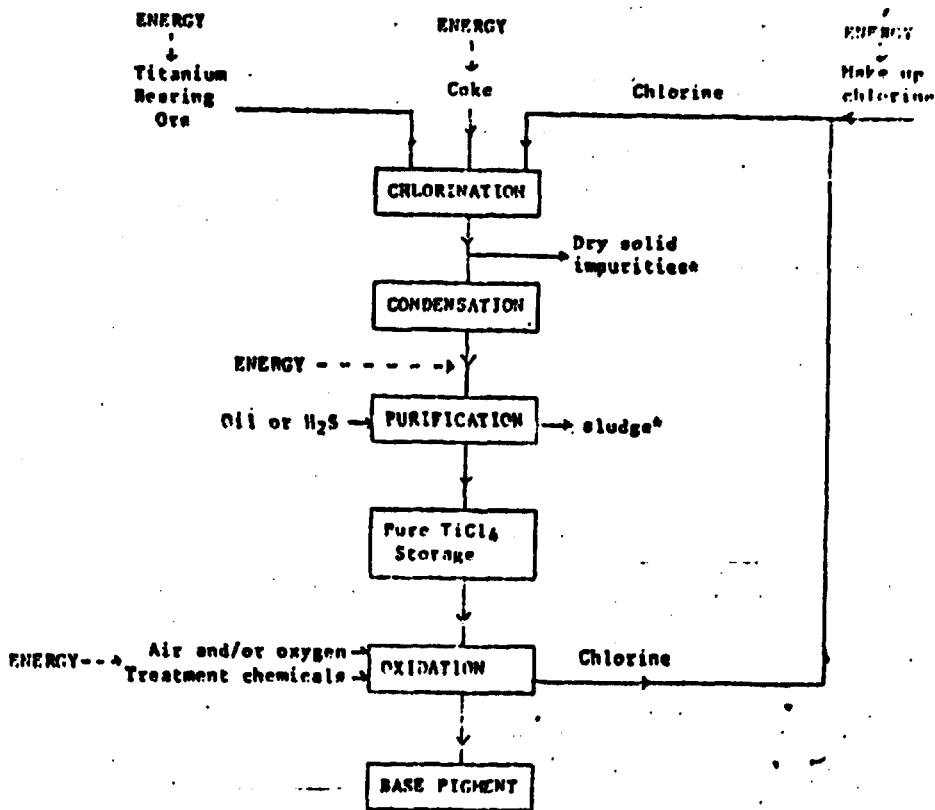 ENERGY
ENERGY
ENERGY
Titanium
Bearing
Ore
Coke
Chlorine
Make up
chlorine
CHLORINATION
Dry solid
impurities*
CONDENSATION
ENERGY
Oil or H₂S
PURIFICATION
Sludge*
Pure TiCl₄
Storage
Air and/or oxygen
ENERGY
Treatment chemicals
OXIDATION
Chlorine
BASE PIGMENT